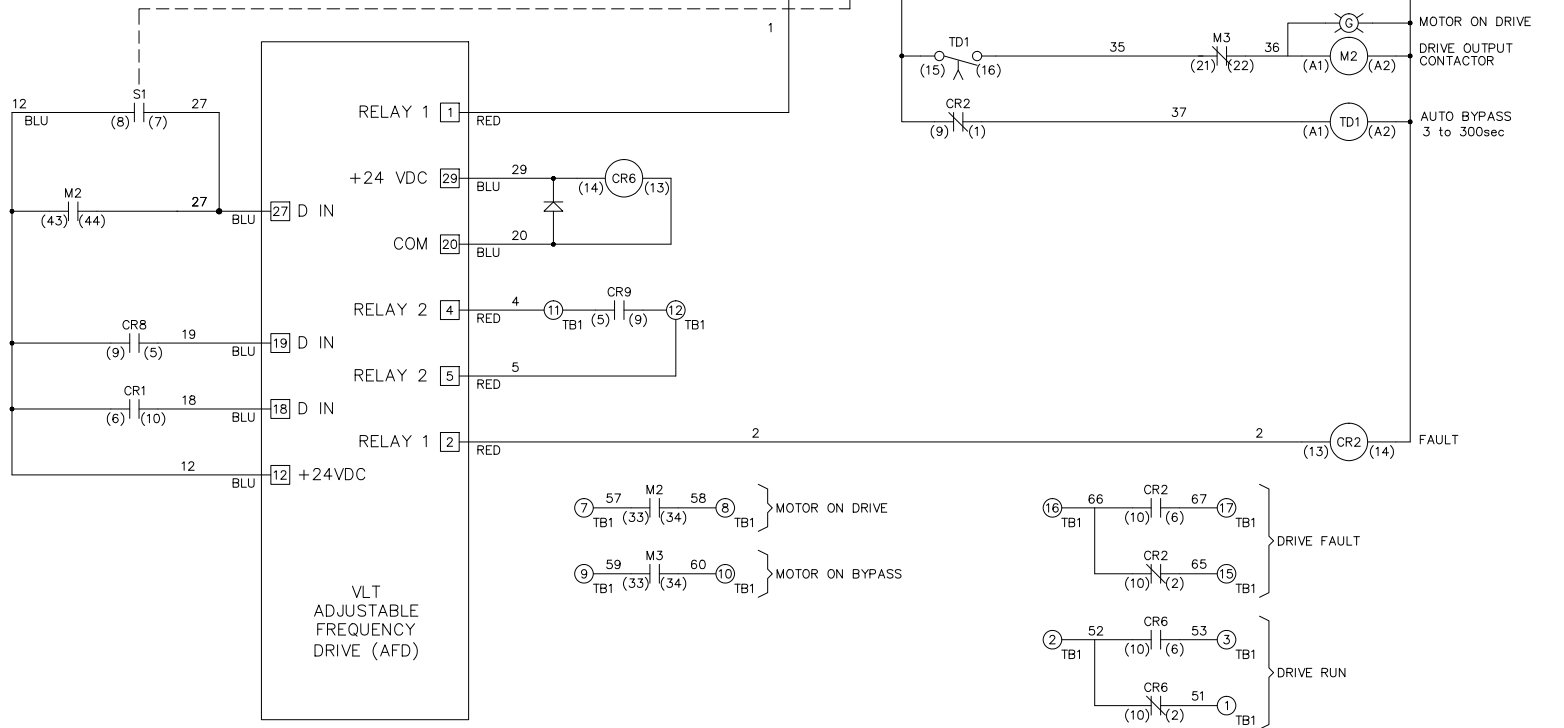 1
G MOTOR ON DRIVE
TD1 35 M3 36 DRIVE OUTPUT
(15) (16) (21) (22) (A1) M2 (A2) CONTACTOR
S1
12 27
BLU (8) (7)
RELAY 1 1
RED
CR2 37 AUTO BYPASS
(9) (1) (A1) TD1 (A2) 3 to 300sec
+24 VDC 29 29
BLU (14) CR6 (13)
M2 27
(43) (44) BLU 27 D IN
COM 20 20
BLU
RELAY 2 4 4 CR9
RED 11 TB1 (5) (9) 12 TB1
CR8 19
(9) (5) BLU 19 D IN
RELAY 2 5 5
RED
CR1 18
(6) (10) BLU 18 D IN
RELAY 1 2 2 2 FAULT
RED (13) CR2 (14)
12
BLU 12 +24VDC
7 57 M2 58 8 MOTOR ON DRIVE
TB1 (33) (34) TB1
9 59 M3 60 10 MOTOR ON BYPASS
TB1 (33) (34) TB1
16 66 CR2 67 17
TB1 (10) (6) TB1
DRIVE FAULT
CR2 65 15
(10) (2) TB1
2 52 CR6 53 3
TB1 (10) (6) TB1
DRIVE RUN
CR6 51 1
(10) (2) TB1
VLT
ADJUSTABLE
FREQUENCY
DRIVE (AFD)